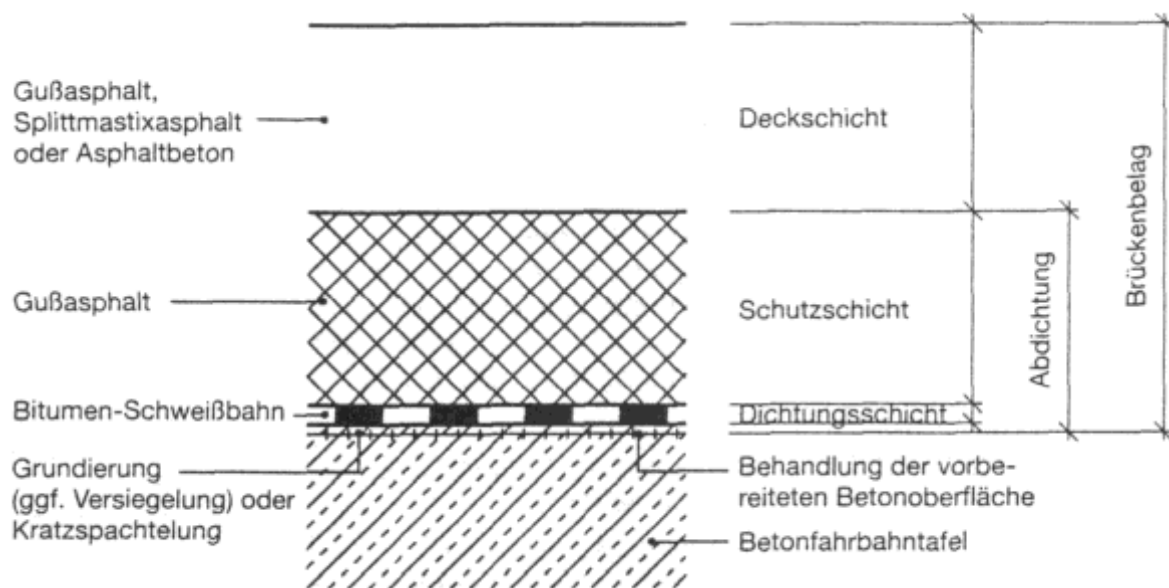 Gußasphalt,
Splittmastixasphalt
oder Asphaltbeton
Gußasphalt
Bitumen-Schweißbahn
Grundierung
(ggf. Versiegelung) oder
Kratzspachtelung
Deckschicht
Schutzschicht
Dichtungsschicht
Behandlung der vorbe-
reiteten Betonoberfläche
Betonfahrbahntafel
Abdichtung
Brückenbelag